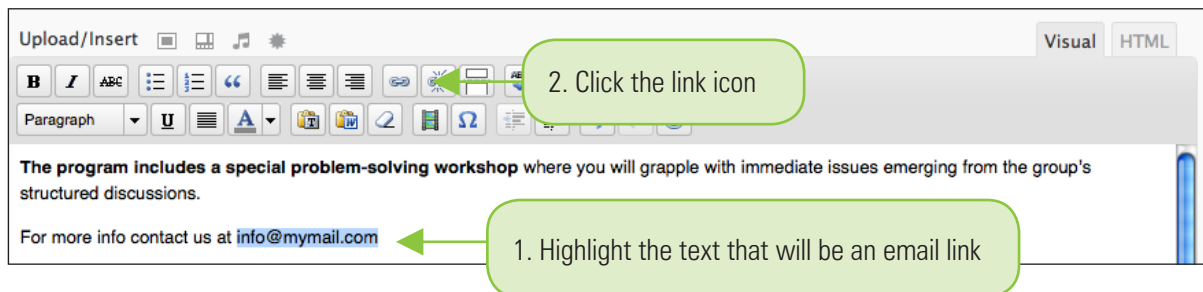 Upload/Insert
Visual HTML
2. Click the link icon
B I ABC
Paragraph U A
The program includes a special problem-solving workshop where you will grapple with immediate issues emerging from the group's
structured discussions.
For more info contact us at info@mymail.com
1. Highlight the text that will be an email link